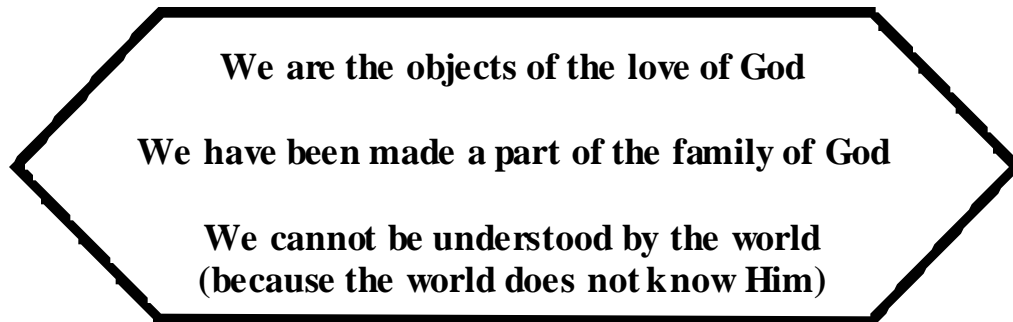 We are the objects of the love of God
We have been made a part of the family of God
We cannot be understood by the world
(because the world does not know Him)